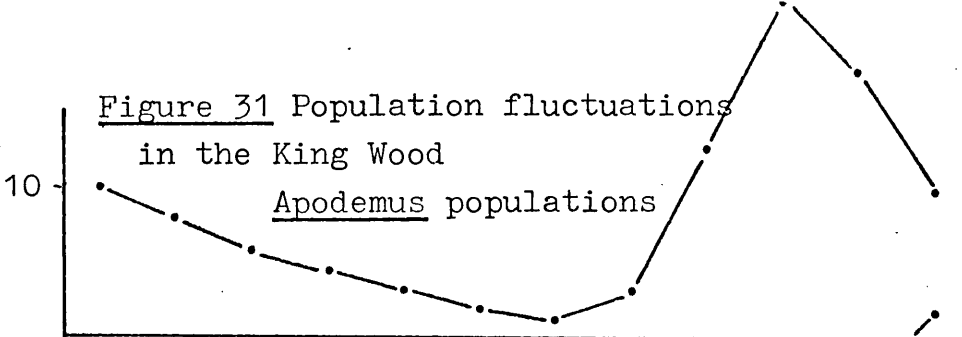 Figure 31 Population fluctuations
in the King Wood
10
Apodemus populations